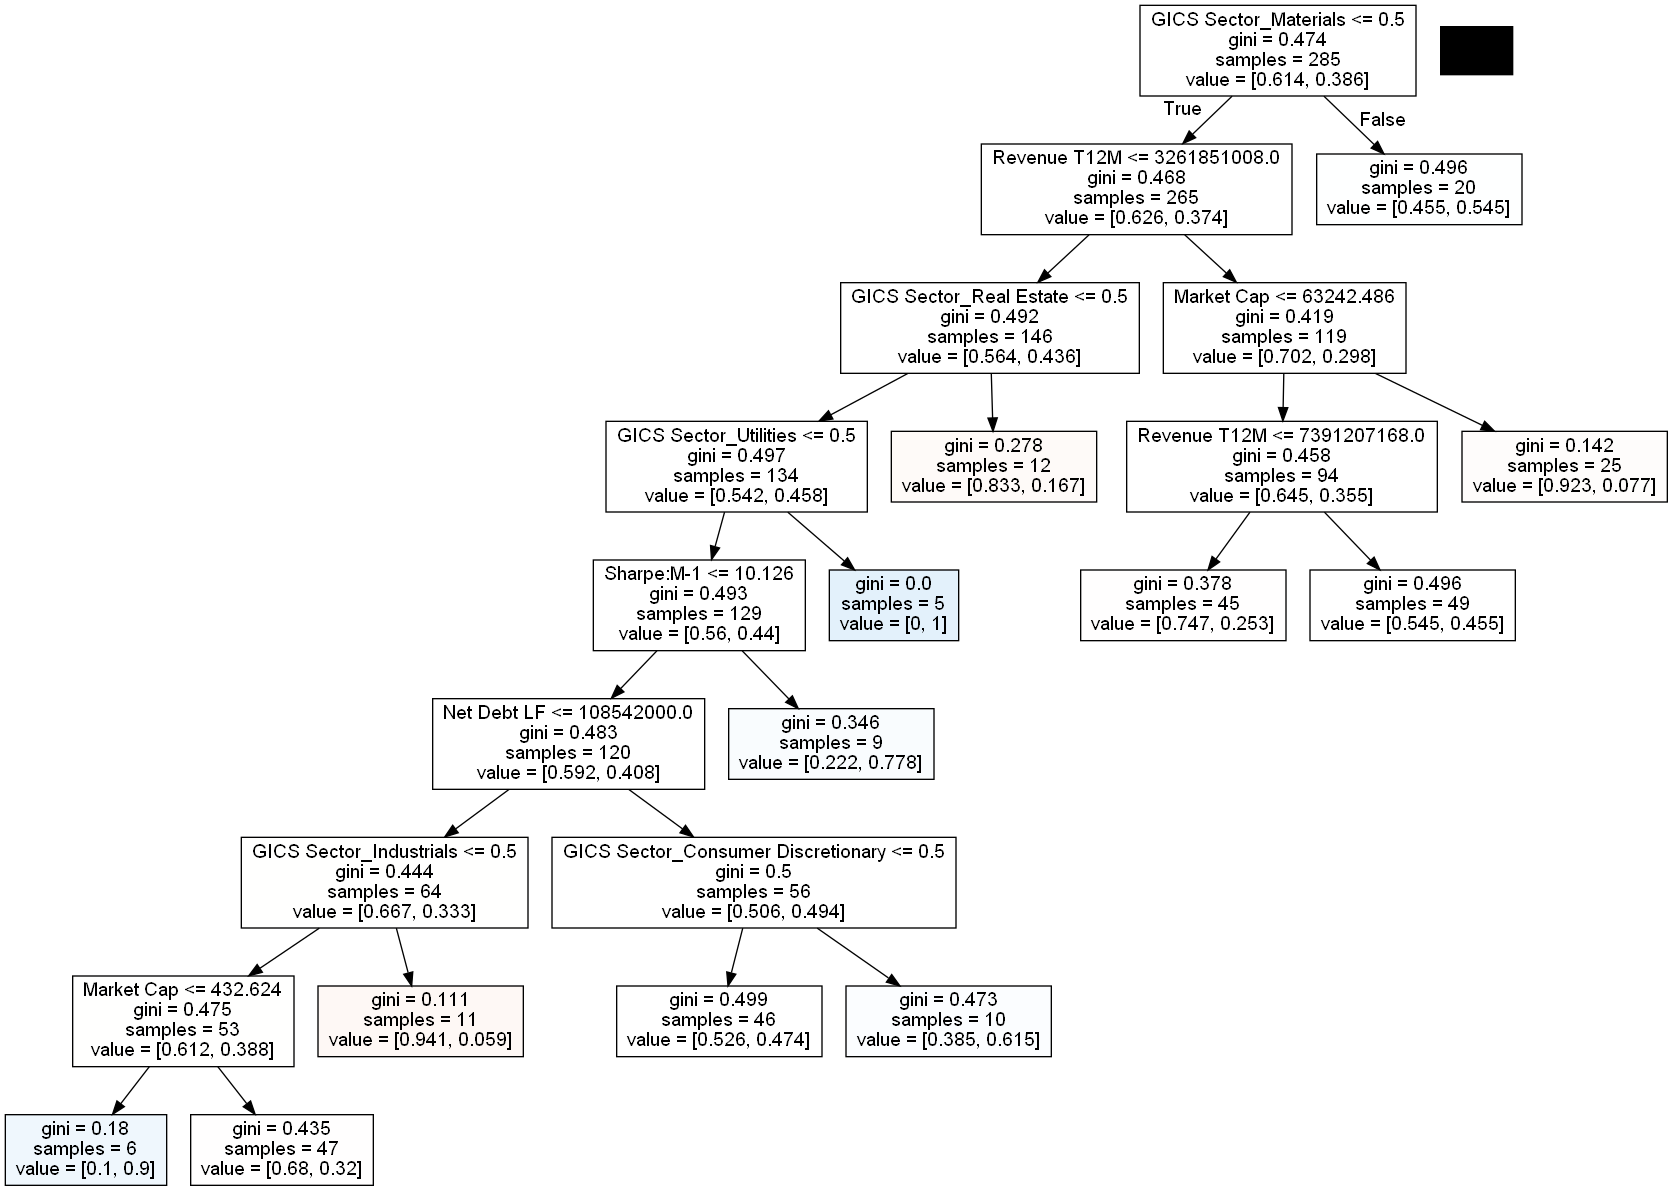 GICS Sector_Materials <= 0.5
gini = 0.474
samples = 285
value = [0.614, 0.386]
True
False
Revenue T12M <= 3261851008.0
gini = 0.468
samples = 265
value = [0.626, 0.374]
gini = 0.496
samples = 20
value = [0.455, 0.545]
GICS Sector_Real Estate <= 0.5
gini = 0.492
samples = 146
value = [0.564, 0.436]
Market Cap <= 63242.486
gini = 0.419
samples = 119
value = [0.702, 0.298]
GICS Sector_Utilities <= 0.5
gini = 0.497
samples = 134
value = [0.542, 0.458]
gini = 0.278
samples = 12
value = [0.833, 0.167]
Revenue T12M <= 7391207168.0
gini = 0.458
samples = 94
value = [0.645, 0.355]
gini = 0.142
samples = 25
value = [0.923, 0.077]
Sharpe:M-1 <= 10.126
gini = 0.493
samples = 129
value = [0.56, 0.44]
gini = 0.0
samples = 5
value = [0, 1]
gini = 0.378
samples = 45
value = [0.747, 0.253]
gini = 0.496
samples = 49
value = [0.545, 0.455]
Net Debt LF <= 108542000.0
gini = 0.483
samples = 120
value = [0.592, 0.408]
gini = 0.346
samples = 9
value = [0.222, 0.778]
GICS Sector_Industrials <= 0.5
gini = 0.444
samples = 64
value = [0.667, 0.333]
GICS Sector_Consumer Discretionary <= 0.5
gini = 0.5
samples = 56
value = [0.506, 0.494]
Market Cap <= 432.624
gini = 0.475
samples = 53
value = [0.612, 0.388]
gini = 0.111
samples = 11
value = [0.941, 0.059]
gini = 0.499
samples = 46
value = [0.526, 0.474]
gini = 0.473
samples = 10
value = [0.385, 0.615]
gini = 0.18
samples = 6
value = [0.1, 0.9]
gini = 0.435
samples = 47
value = [0.68, 0.32]